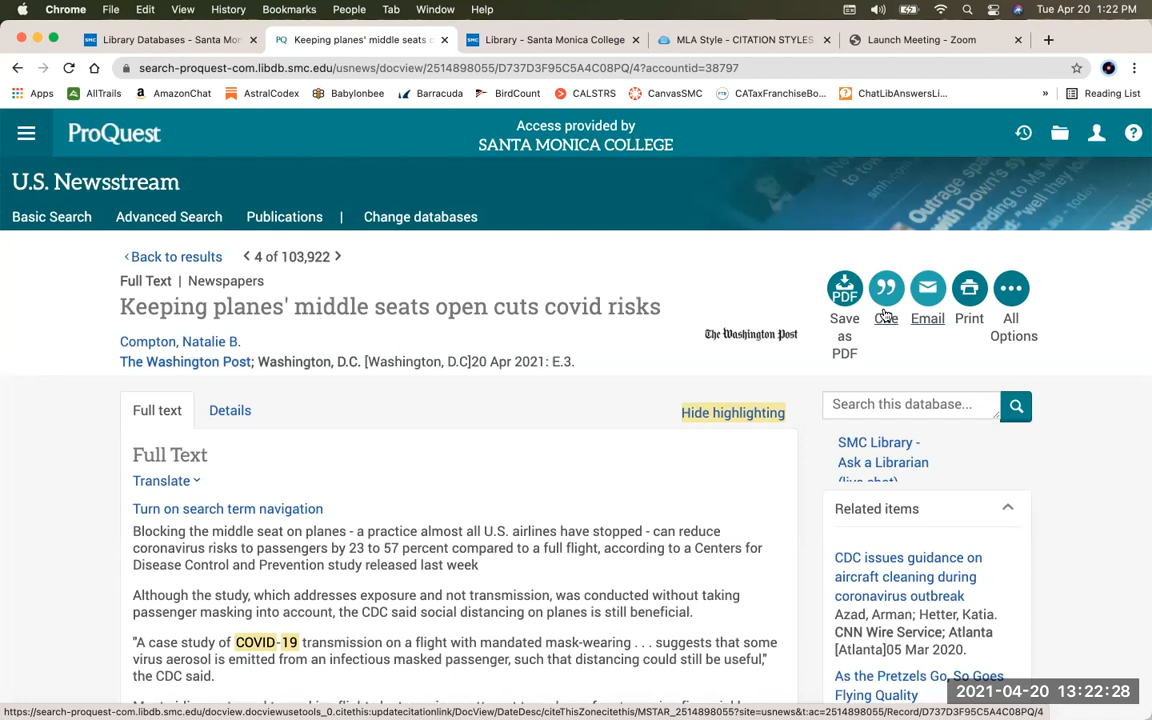 Chrome File Edit View History Bookmarks People Tab Window Help Tue Apr 20 1:22 PM
SMC Library Databases - Santa Mon × PQ Keeping planes' middle seats o × SMC Library - Santa Monica College × MLA Style - CITATION STYLES × Launch Meeting - Zoom × +
search-proquest-com.libdb.smc.edu/usnews/docview/2514898055/D737D3F95C5A4C08PQ/4?accountid=38797
Apps AllTrails AmazonChat AstralCodex Babylonbee Barracuda BirdCount CALSTRS CanvasSMC CATaxFranchiseBo... ChatLibAnswersLi... » Reading List
ProQuest
Access provided by
SANTA MONICA COLLEGE
U.S. Newsstream
Basic Search Advanced Search Publications | Change databases
‹Back to results 4 of 103,922
Full Text | Newspapers
Keeping planes' middle seats open cuts covid risks
The Washington Post
PDF
Save as PDF
Email
Print
All Options
Compton, Natalie B.
The Washington Post; Washington, D.C. [Washington, D.C]20 Apr 2021: E.3.
Full text Details Hide highlighting
Search this database...
Full Text
Translate
Turn on search term navigation
Blocking the middle seat on planes - a practice almost all U.S. airlines have stopped - can reduce
coronavirus risks to passengers by 23 to 57 percent compared to a full flight, according to a Centers for
Disease Control and Prevention study released last week
Although the study, which addresses exposure and not transmission, was conducted without taking
passenger masking into account, the CDC said social distancing on planes is still beneficial.
"A case study of COVID-19 transmission on a flight with mandated mask-wearing . . . suggests that some
virus aerosol is emitted from an infectious masked passenger, such that distancing could still be useful,"
the CDC said.
SMC Library -
Ask a Librarian
(live chat)
Related items
CDC issues guidance on
aircraft cleaning during
coronavirus outbreak
Azad, Arman; Hetter, Katia.
CNN Wire Service; Atlanta
[Atlanta]05 Mar 2020.
As the Pretzels Go, So Goes
Flying Quality
2021-04-20 13:22:28
https://search-proquest-com.libdb.smc.edu/docview.docviewusetools_0.citethis:updatecitationlink/DocView/DateDesc/citeThisZonecitethis/MSTAR_2514898055?site=usnews&t:ac=2514898055/Record/D737D3F95C5A4C08PQ/4